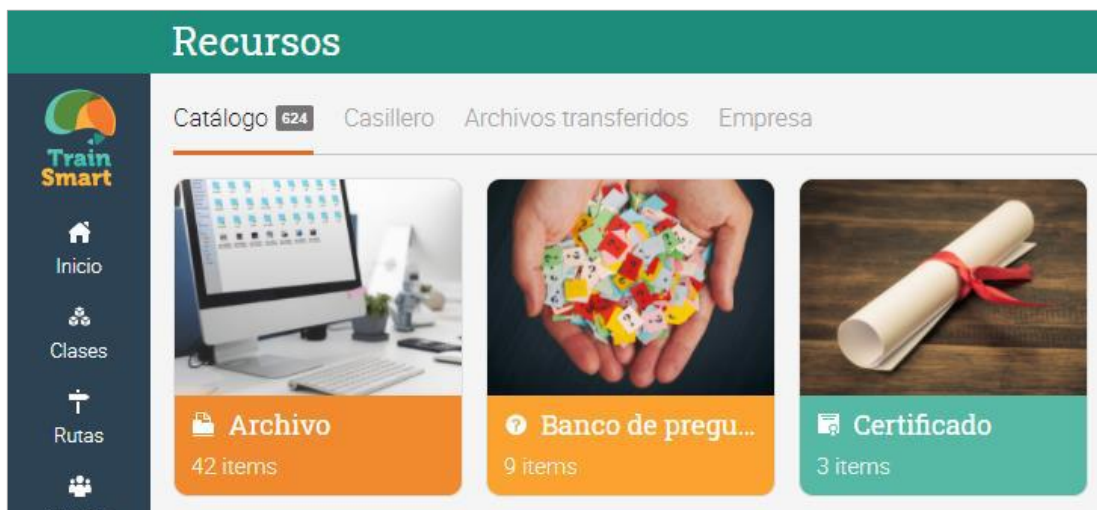 Recursos
Train
Smart
Inicio
Clases
Rutas
Catálogo 624 Casillero Archivos transferidos Empresa
Archivo
42 items
Banco de pregu...
9 items
Certificado
3 items